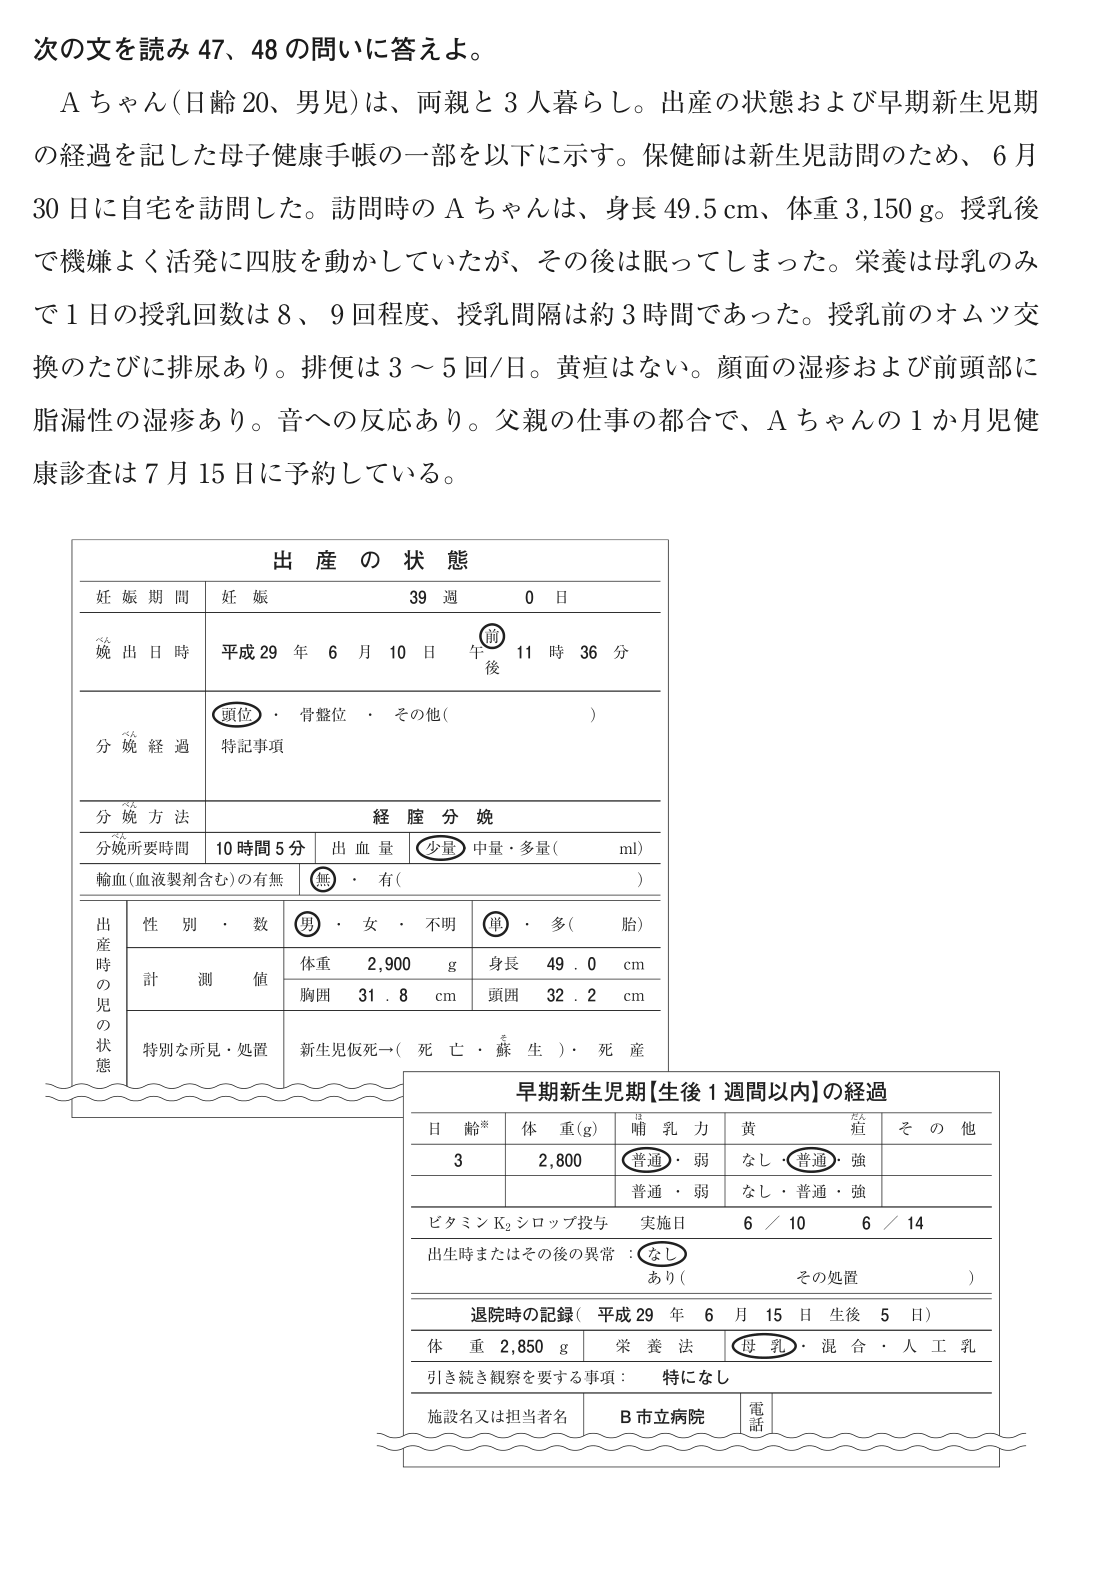 次の文を読み 47、48 の問いに答えよ。
A ちゃん(日齢 20、男児)は、両親と 3 人暮らし。出産の状態および早期新生児期
の経過を記した母子健康手帳の一部を以下に示す。保健師は新生児訪問のため、 6 月
30 日に自宅を訪問した。訪問時の A ちゃんは、身長 49.5 cm、体重 3,150 g。授乳後
で機嫌よく活発に四肢を動かしていたが、その後は眠ってしまった。栄養は母乳のみ
で 1 日の授乳回数は 8 、 9 回程度、授乳間隔は約 3 時間であった。授乳前のオムツ交
換のたびに排尿あり。排便は 3 〜 5 回/日。黄疸はない。顔面の湿疹および前頭部に
脂漏性の湿疹あり。音への反応あり。父親の仕事の都合で、A ちゃんの 1 か月児健
康診査は 7 月 15 日に予約している。
出 産 の 状 態
妊 娠 期 間 妊 娠 39 週 0 日
べん
娩 出 日 時 平成 29 年 6 月 10 日 午 前 後 11 時 36 分
頭位 ・ 骨盤位 ・ その他( )
べん
分 娩 経 過 特記事項
べん
分 娩 方 法 経 腟 分 娩
べん
分娩所要時間 10 時間 5 分 出 血 量 少量 中量・多量( ml)
輸血(血液製剤含む)の有無 無 ・ 有( )
出産時の児の状態
性 別 ・ 数 男 ・ 女 ・ 不明 単 ・ 多( 胎)
計 測 値 体重 2,900 g 身長 49 . 0 cm
胸囲 31 . 8 cm 頭囲 32 . 2 cm
そ
特別な所見・処置 新生児仮死→( 死 亡 ・ 蘇 生 )・ 死 産
早期新生児期【生後 1 週間以内】の経過
ほ だん
日 齢※ 体 重(g) 哺 乳 力 黄 疸 そ の 他
3 2,800 普通 ・ 弱 なし ・ 普通 ・ 強
普通 ・ 弱 なし ・ 普通 ・ 強
ビタミン K₂ シロップ投与 実施日 6 ／ 10 6 ／ 14
出生時またはその後の異常 : なし
あり( その処置 )
退院時の記録( 平成 29 年 6 月 15 日 生後 5 日)
体 重 2,850 g 栄 養 法 母 乳 ・ 混 合 ・ 人 工 乳
引き続き観察を要する事項 : 特になし
施設名又は担当者名 B 市立病院 電話